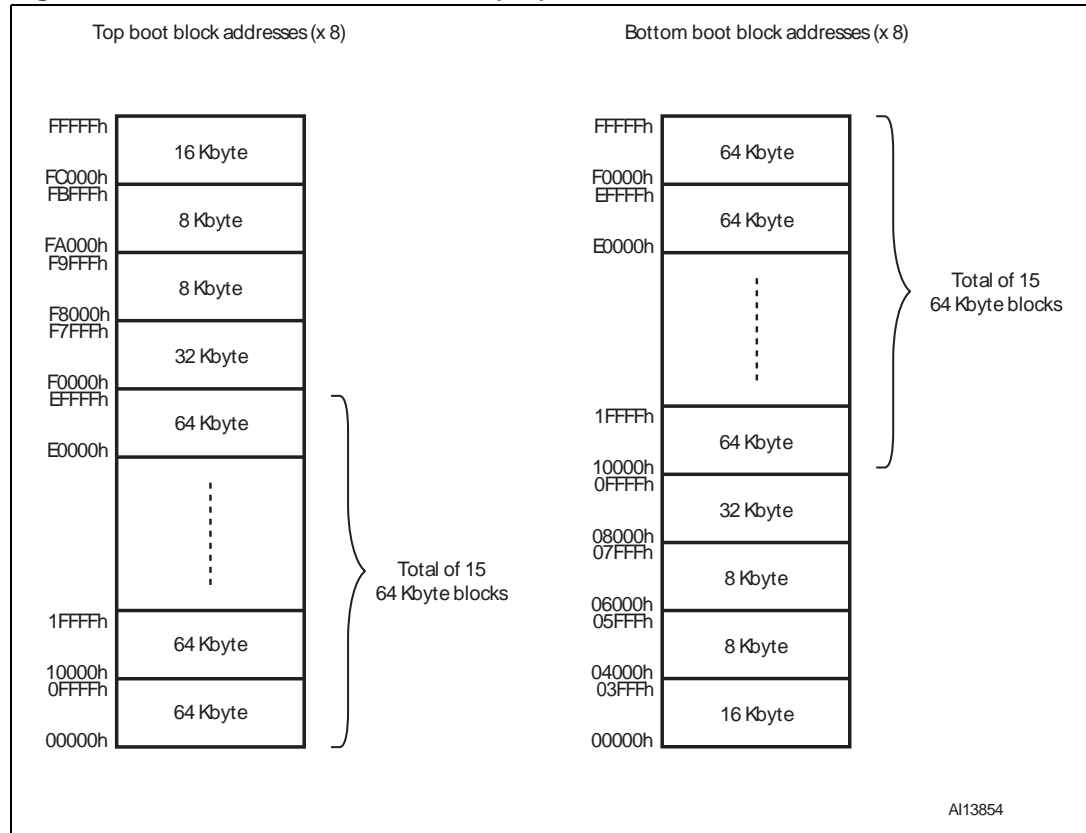 Top boot block addresses (x 8)
FFFFFh
16 Kbyte
FC000h
FBFFFh
8 Kbyte
FA000h
F9FFFh
8 Kbyte
F8000h
F7FFFh
32 Kbyte
F0000h
EFFFFh
64 Kbyte
E0000h
Total of 15
64 Kbyte blocks
1FFFFh
64 Kbyte
10000h
0FFFFh
64 Kbyte
00000h
Bottom boot block addresses (x 8)
FFFFFh
64 Kbyte
F0000h
EFFFFh
64 Kbyte
E0000h
Total of 15
64 Kbyte blocks
1FFFFh
64 Kbyte
10000h
0FFFFh
32 Kbyte
08000h
07FFFh
8 Kbyte
06000h
05FFFh
8 Kbyte
04000h
03FFFh
16 Kbyte
00000h
AI13854